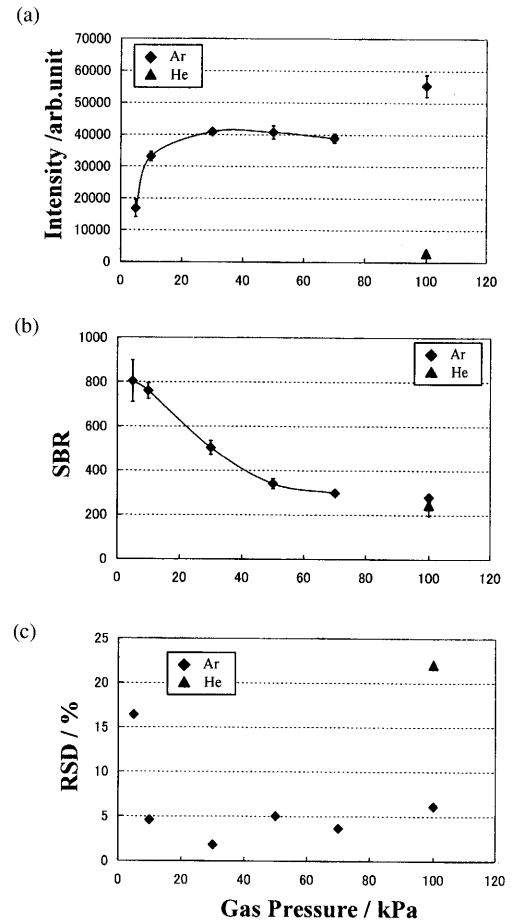 (a)
Intensity /arb.unit
70000
60000
50000
40000
30000
20000
10000
0
Ar
He
0 20 40 60 80 100 120
(b)
SBR
1000
800
600
400
200
0
Ar
He
0 20 40 60 80 100 120
(c)
RSD / %
25
20
15
10
5
0
Ar
He
0 20 40 60 80 100 120
Gas Pressure / kPa